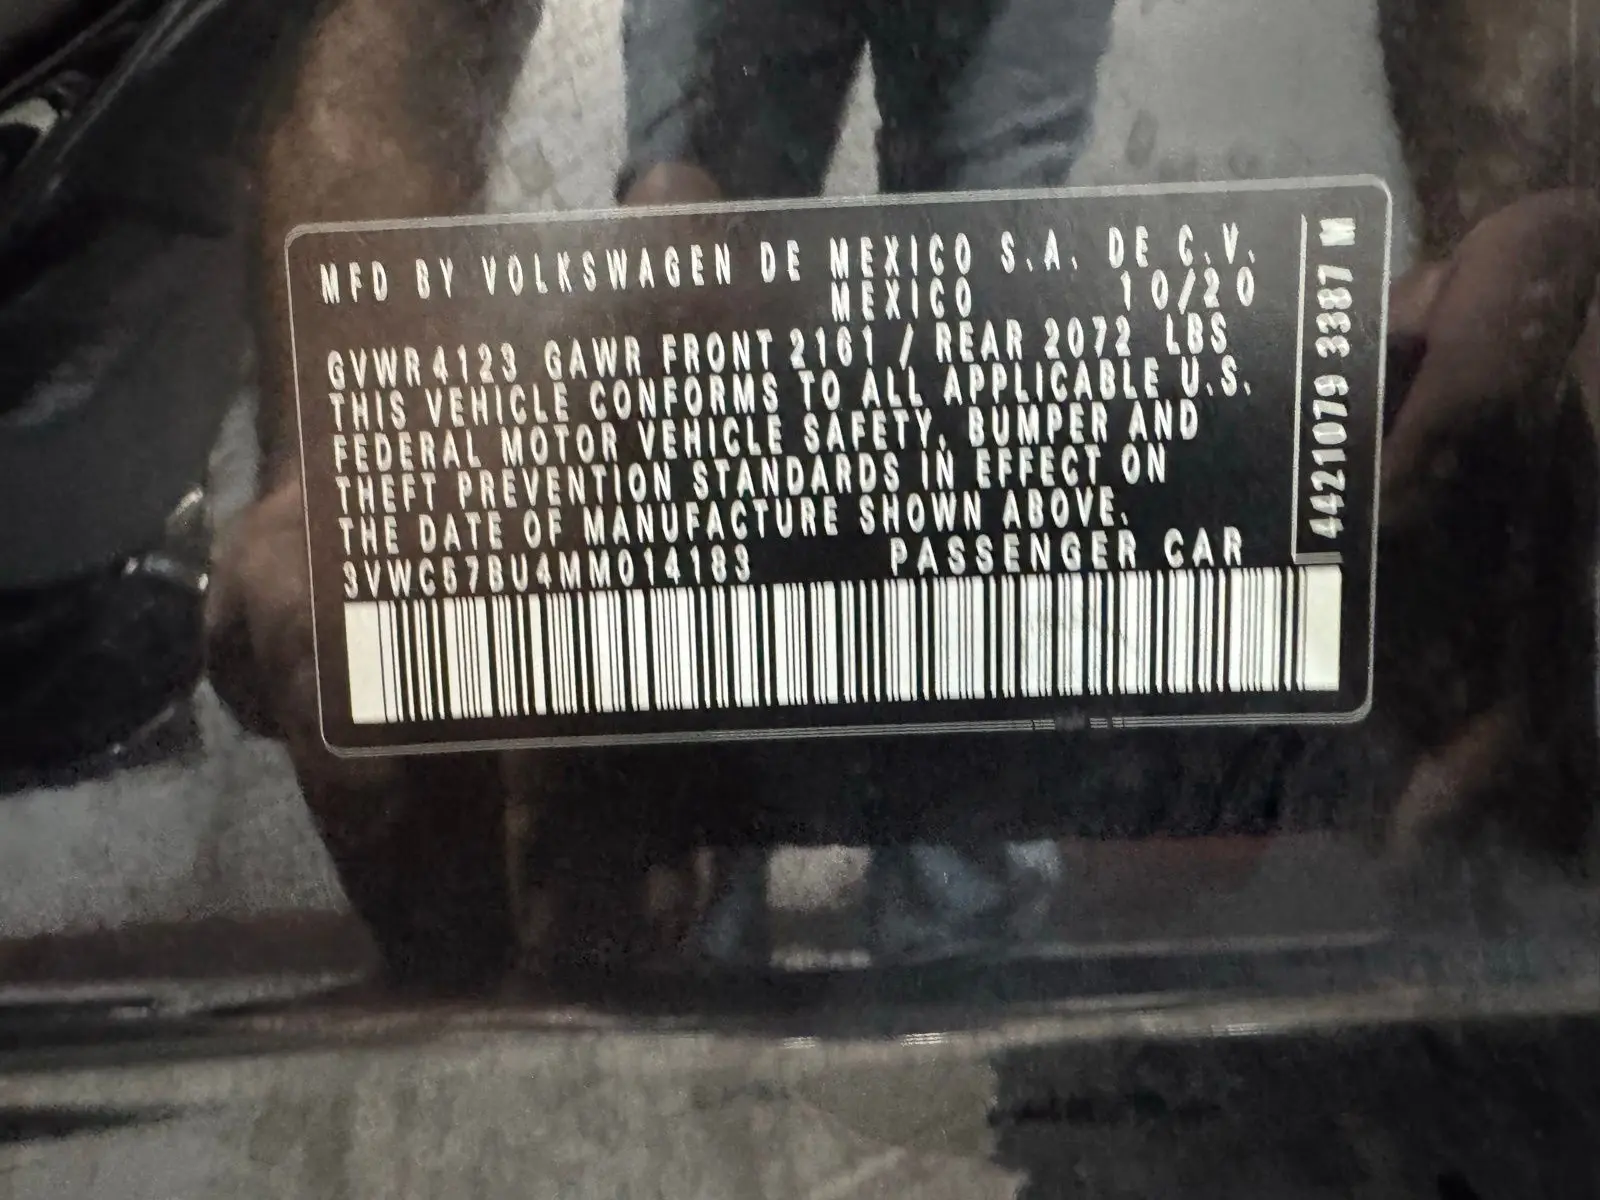 MFD BY VOLKSWAGEN DE MEXICO S.A. DE C.V.
MEXICO 10/20
GVWR 4123 GAWR FRONT 2161 / REAR 2072 LBS
THIS VEHICLE CONFORMS TO ALL APPLICABLE U.S.
FEDERAL MOTOR VEHICLE SAFETY, BUMPER AND
THEFT PREVENTION STANDARDS IN EFFECT ON
THE DATE OF MANUFACTURE SHOWN ABOVE.
3VWC57BU4MM014183 PASSENGER CAR
4421079 3387 M